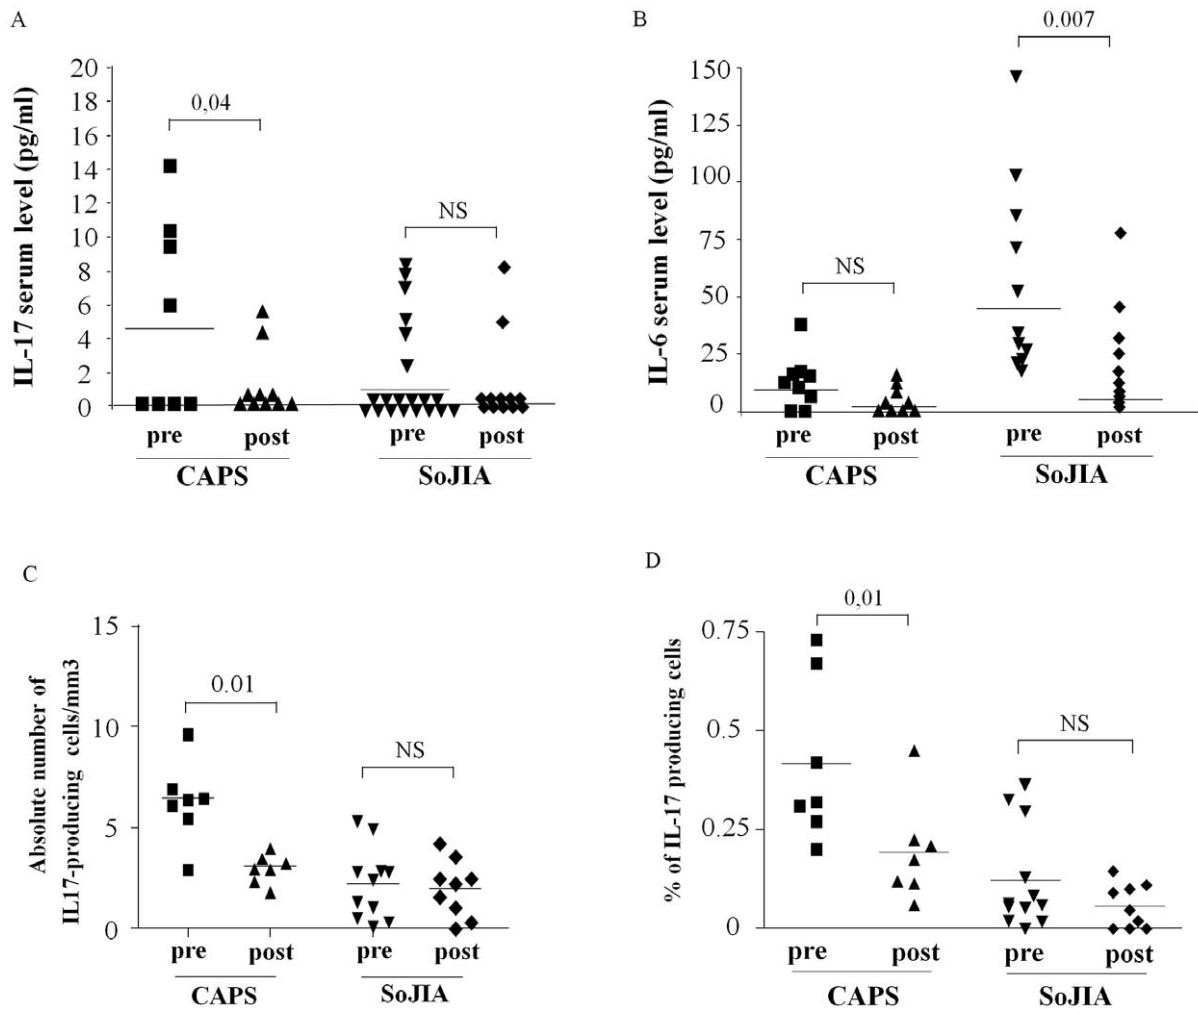 A
IL-17 serum level (pg/ml)
20
18
16
14
12
10
8
6
4
2
0
0,04
NS
pre
post
pre
post
CAPS
SoJIA
B
IL-6 serum level (pg/ml)
150
125
100
75
50
25
0
NS
0.007
pre
post
pre
post
CAPS
SoJIA
C
Absolute number of
IL17-producing cells/mm3
15
10
5
0
0.01
NS
pre
post
pre
post
CAPS
SoJIA
D
% of IL-17 producing cells
0.75
0.5
0.25
0
0,01
NS
pre
post
pre
post
CAPS
SoJIA